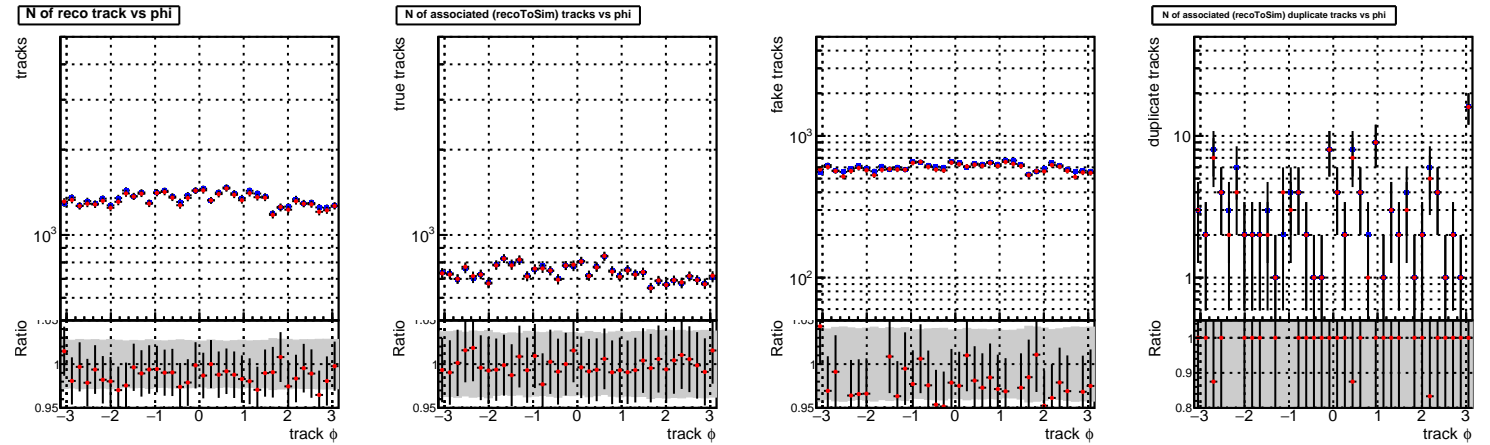 N of reco track vs phi
tracks
10³
Ratio
1.05
1
0.95
−3 −2 −1 0 1 2 3
track ϕ
N of associated (recoToSim) tracks vs phi
true tracks
10³
Ratio
1.05
1
0.95
−3 −2 −1 0 1 2 3
track ϕ
fake tracks
10³
10²
Ratio
1.05
1
0.95
−3 −2 −1 0 1 2 3
track ϕ
N of associated (recoToSim) duplicate tracks vs phi
duplicate tracks
10
1
Ratio
1
0.9
0.8
−3 −2 −1 0 1 2 3
track ϕ